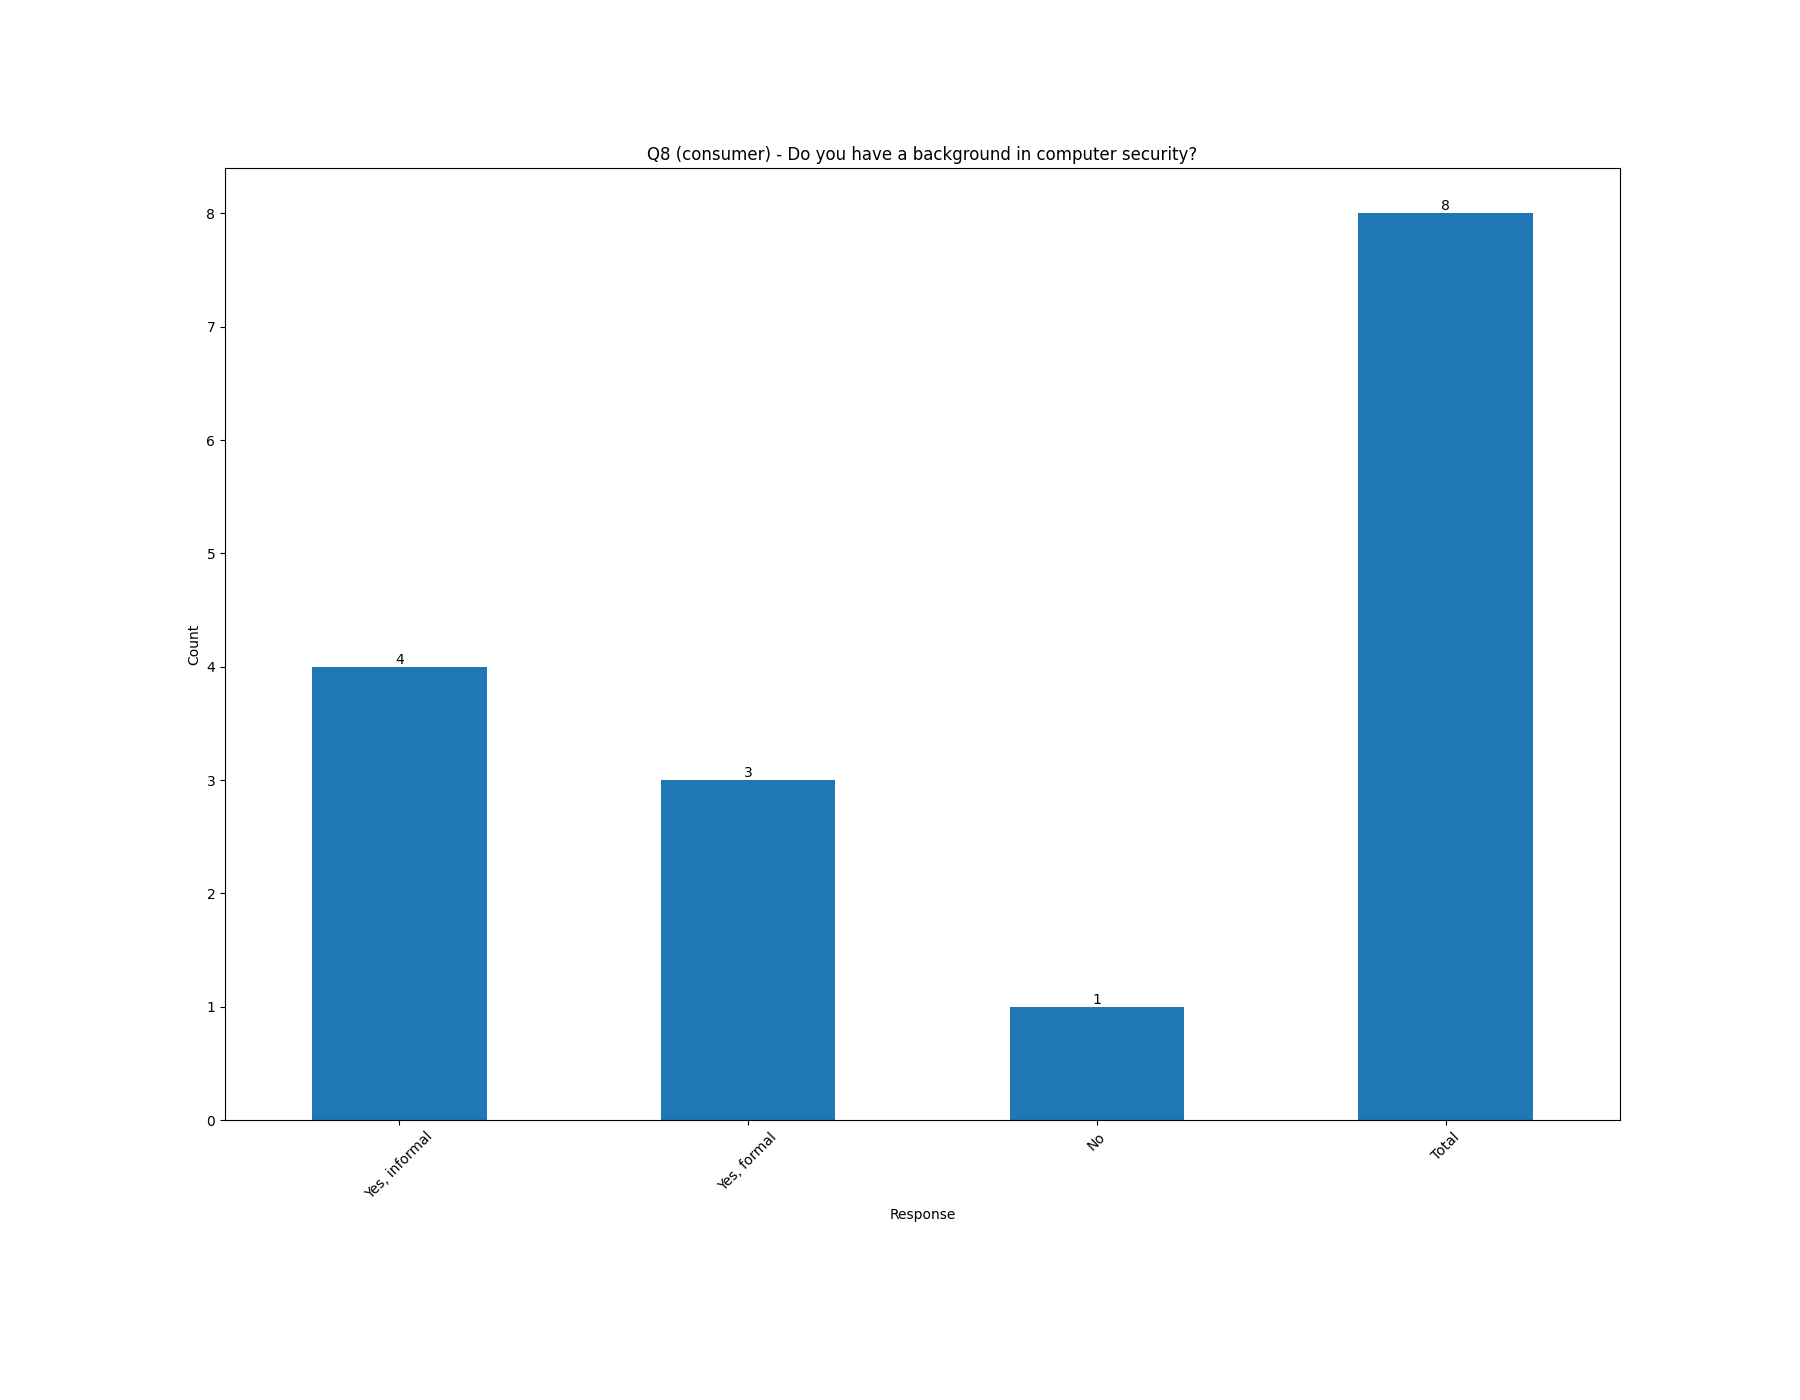 Q8 (consumer) - Do you have a background in computer security?
8
7
6
5
4
3
2
1
0
Count
4
3
1
8
Yes, informal
Yes, formal
No
Total
Response